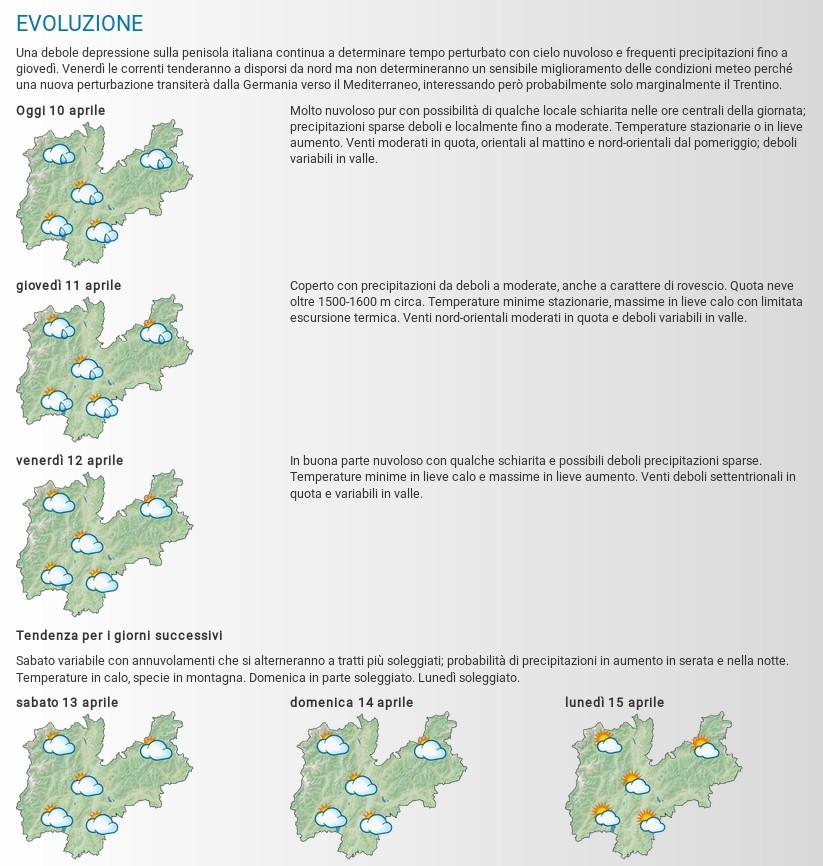 EVOLUZIONE
Una debole depressione sulla penisola italiana continua a determinare tempo perturbato con cielo nuvoloso e frequenti precipitazioni fino a
giovedì. Venerdì le correnti tenderanno a disporsi da nord ma non determineranno un sensibile miglioramento delle condizioni meteo perché
una nuova perturbazione transiterà dalla Germania verso il Mediterraneo, interessando però probabilmente solo marginalmente il Trentino.
Oggi 10 aprile
Molto nuvoloso pur con possibilità di qualche locale schiarita nelle ore centrali della giornata;
precipitazioni sparse deboli e localmente fino a moderate. Temperature stazionarie o in lieve
aumento. Venti moderati in quota, orientali al mattino e nord-orientali dal pomeriggio; deboli
variabili in valle.
giovedì 11 aprile
Coperto con precipitazioni da deboli a moderate, anche a carattere di rovescio. Quota neve
oltre 1500-1600 m circa. Temperature minime stazionarie, massime in lieve calo con limitata
escursione termica. Venti nord-orientali moderati in quota e deboli variabili in valle.
venerdì 12 aprile
In buona parte nuvoloso con qualche schiarita e possibili deboli precipitazioni sparse.
Temperature minime in lieve calo e massime in lieve aumento. Venti deboli settentrionali in
quota e variabili in valle.
Tendenza per i giorni successivi
Sabato variabile con annuvolamenti che si alterneranno a tratti più soleggiati; probabilità di precipitazioni in aumento in serata e nella notte.
Temperature in calo, specie in montagna. Domenica in parte soleggiato. Lunedì soleggiato.
sabato 13 aprile
domenica 14 aprile
lunedì 15 aprile